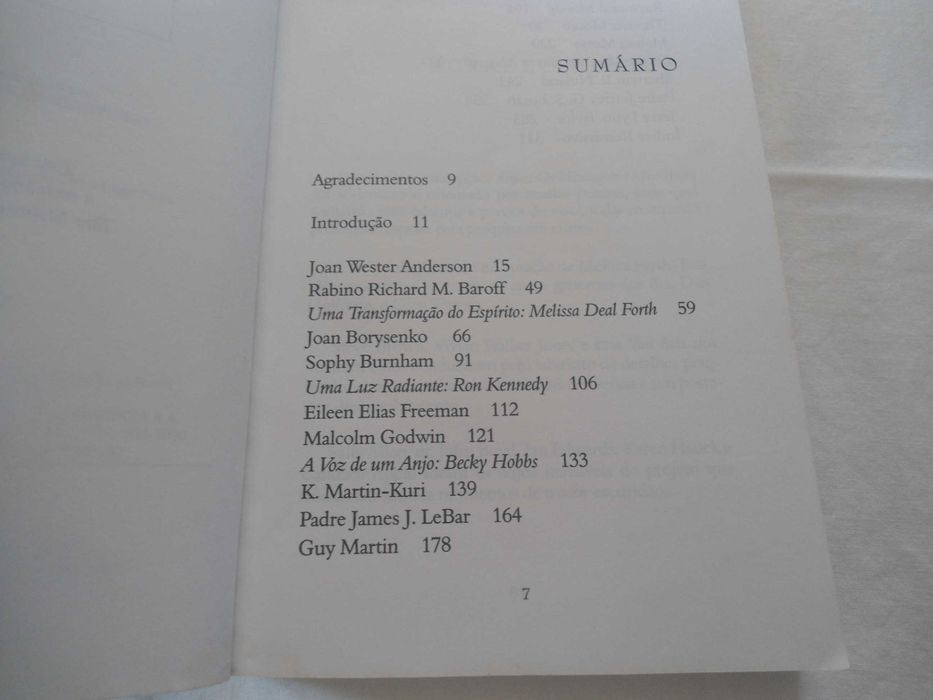 SUMÁRIO
Agradecimentos 9
Introdução 11
Joan Wester Anderson 15
Rabino Richard M. Baroff 49
Uma Transformação do Espírito: Melissa Deal Forth 59
Joan Borysenko 66
Sophy Burnham 91
Uma Luz Radiante: Ron Kennedy 106
Eileen Elias Freeman 112
Malcolm Godwin 121
A Voz de um Anjo: Becky Hobbs 133
K. Martin-Kuri 139
Padre James J. LeBar 164
Guy Martin 178
7